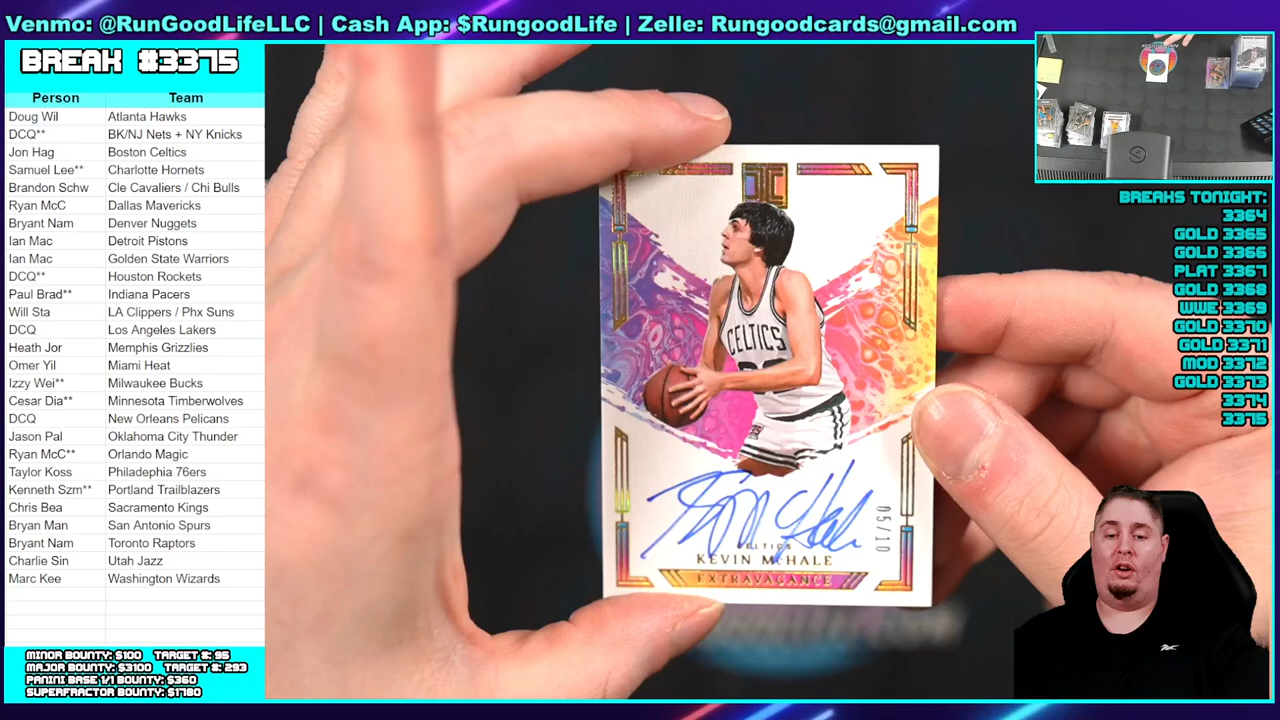 Venmo: @RunGoodLifeLLC | Cash App: $RungoodLife | Zelle: Rungoodcards@gmail.com
BREAK #3375
Person Team
Doug Wil Atlanta Hawks
DCQ** BK/NJ Nets + NY Knicks
Jon Hag Boston Celtics
Samuel Lee** Charlotte Hornets
Brandon Schw Cle Cavaliers / Chi Bulls
Ryan McC Dallas Mavericks
Bryant Nam Denver Nuggets
Ian Mac Detroit Pistons
Ian Mac Golden State Warriors
DCQ** Houston Rockets
Paul Brad** Indiana Pacers
Will Sta LA Clippers / Phx Suns
DCQ Los Angeles Lakers
Heath Jor Memphis Grizzlies
Omer Yil Miami Heat
Izzy Wei** Milwaukee Bucks
Cesar Dia** Minnesota Timberwolves
DCQ New Orleans Pelicans
Jason Pal Oklahoma City Thunder
Ryan McC** Orlando Magic
Taylor Koss Philadephia 76ers
Kenneth Szm** Portland Trailblazers
Chris Bea Sacramento Kings
Bryan Man San Antonio Spurs
Bryant Nam Toronto Raptors
Charlie Sin Utah Jazz
Marc Kee Washington Wizards
MINOR BOUNTY: $100 TARGET #: 95
MAJOR BOUNTY: $3100 TARGET #: 293
PANINI BASE 1/1 BOUNTY: $360
SUPERFRACTOR BOUNTY: $1780
CELTICS
Kevin McHale
05/10
CELTICS
KEVIN McHALE
EXTRAVAGANCE
BREAKS TONIGHT:
3364
GOLD 3365
GOLD 3366
PLAT 3367
GOLD 3368
WWE 3369
GOLD 3370
GOLD 3371
MOD 3372
GOLD 3373
3374
3375